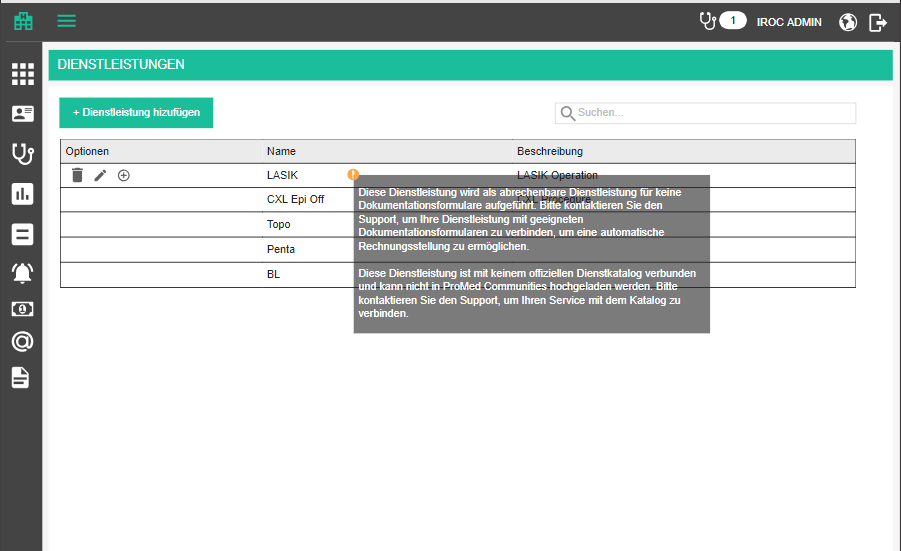 1 IROC ADMIN
DIENSTLEISTUNGEN
+ Dienstleistung hinzufügen
Suchen...
Optionen Name Beschreibung
LASIK LASIK Operation
CXL Epi Off CXL Procedure
Topo
Penta
BL
Diese Dienstleistung wird als abrechenbare Dienstleistung für keine
Dokumentationsformulare aufgeführt. Bitte kontaktieren Sie den
Support, um Ihre Dienstleistung mit geeigneten
Dokumentationsformularen zu verbinden, um eine automatische
Rechnungsstellung zu ermöglichen.
Diese Dienstleistung ist mit keinem offiziellen Dienstkatalog verbunden
und kann nicht in ProMed Communities hochgeladen werden. Bitte
kontaktieren Sie den Support, um Ihren Service mit dem Katalog zu
verbinden.